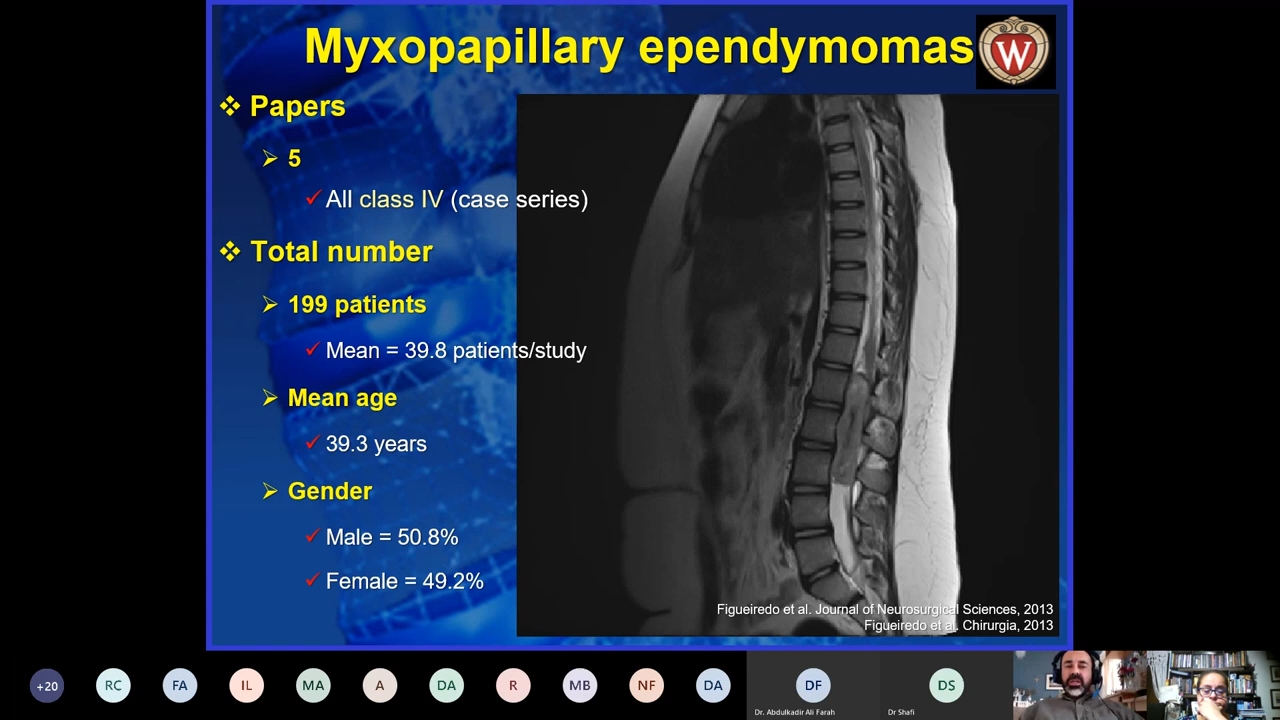 Myxopapillary ependymomas
W
Papers
5
All class IV (case series)
Total number
199 patients
Mean = 39.8 patients/study
Mean age
39.3 years
Gender
Male = 50.8%
Female = 49.2%
Figueiredo et al. Journal of Neurosurgical Sciences, 2013
Figueiredo et al. Chirurgia, 2013
+20
RC
FA
IL
MA
A
DA
R
MB
NF
DA
DF
Dr. Abdulkadir Ali Farah
DS
Dr Shafi